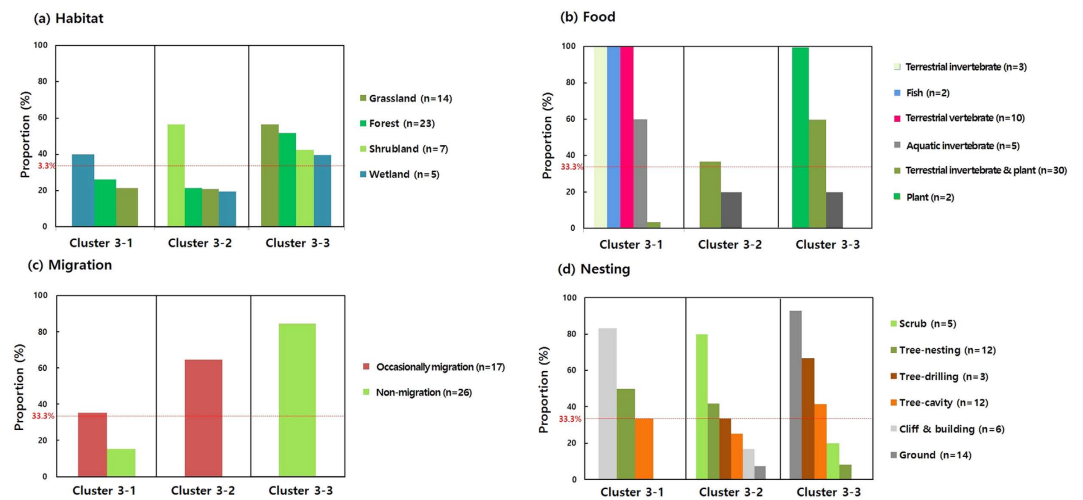 (a) Habitat
Proportion (%)
100
80
60
40
3.3%
20
0
Cluster 3-1
Cluster 3-2
Cluster 3-3
Grassland (n=14)
Forest (n=23)
Shrubland (n=7)
Wetland (n=5)
(b) Food
Proportion (%)
100
80
60
40
33.3%
20
0
Cluster 3-1
Cluster 3-2
Cluster 3-3
Terrestrial invertebrate (n=3)
Fish (n=2)
Terrestrial vertebrate (n=10)
Aquatic invertebrate (n=5)
Terrestrial invertebrate & plant (n=30)
Plant (n=2)
(c) Migration
Proportion (%)
100
80
60
40
33.3%
20
0
Cluster 3-1
Cluster 3-2
Cluster 3-3
Occasionally migration (n=17)
Non-migration (n=26)
(d) Nesting
Proportion (%)
100
80
60
40
33.3%
20
0
Cluster 3-1
Cluster 3-2
Cluster 3-3
Scrub (n=5)
Tree-nesting (n=12)
Tree-drilling (n=3)
Tree-cavity (n=12)
Cliff & building (n=6)
Ground (n=14)